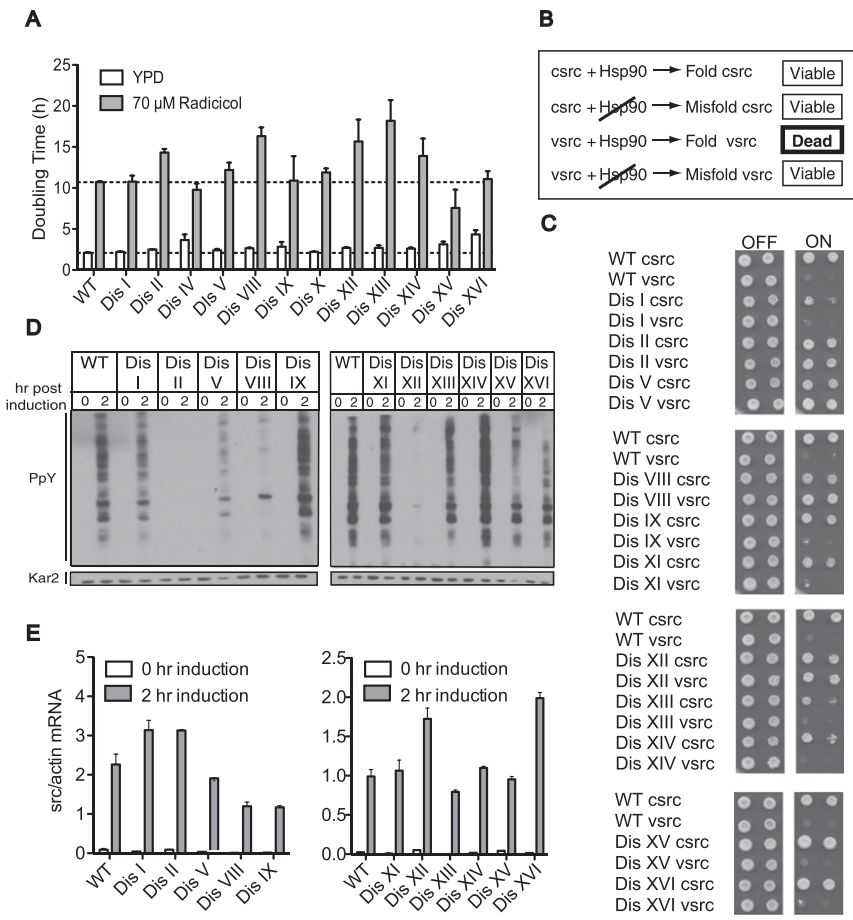 A
Doubling Time (h)
25
20
15
10
5
0
YPD
70 µM Radicicol
WT
Dis I
Dis II
Dis IV
DIs V
Dis VIII
Dis IX
Dis X
Dis XII
Dis XIII
Dis XIV
Dis XV
Dis XVI
B
csrc + Hsp90 → Fold csrc Viable
csrc + Hsp90 → Misfold csrc Viable
vsrc + Hsp90 → Fold vsrc Dead
vsrc + Hsp90 → Misfold vsrc Viable
C
OFF ON
WT csrc
WT vsrc
Dis I csrc
Dis I vsrc
Dis II csrc
Dis II vsrc
Dis V csrc
Dis V vsrc
WT csrc
WT vsrc
Dis VIII csrc
Dis VIII vsrc
Dis IX csrc
Dis IX vsrc
Dis XI csrc
Dis XI vsrc
WT csrc
WT vsrc
Dis XII csrc
Dis XII vsrc
Dis XIII csrc
Dis XIII vsrc
Dis XIV csrc
Dis XIV vsrc
WT csrc
WT vsrc
Dis XV csrc
Dis XV vsrc
Dis XVI csrc
Dis XVI vsrc
D
WT Dis Dis Dis Dis Dis
I II V VIII IX
hr post
induction
0 2 0 2 0 2 0 2 0 2 0 2
WT Dis Dis Dis Dis Dis Dis
XI XII XIII XIV XV XVI
0 2 0 2 0 2 0 2 0 2 0 2 0 2
PpY
Kar2
E
src/actin mRNA
5
4
3
2
1
0
0 hr induction
2 hr induction
WT
Dis I
Dis II
Dis V
Dis VIII
Dis IX
2.5
2.0
1.5
1.0
0.5
0.0
0 hr induction
2 hr induction
WT
Dis XI
Dis XII
Dis XIII
Dis XIV
Dis XV
Dis XVI